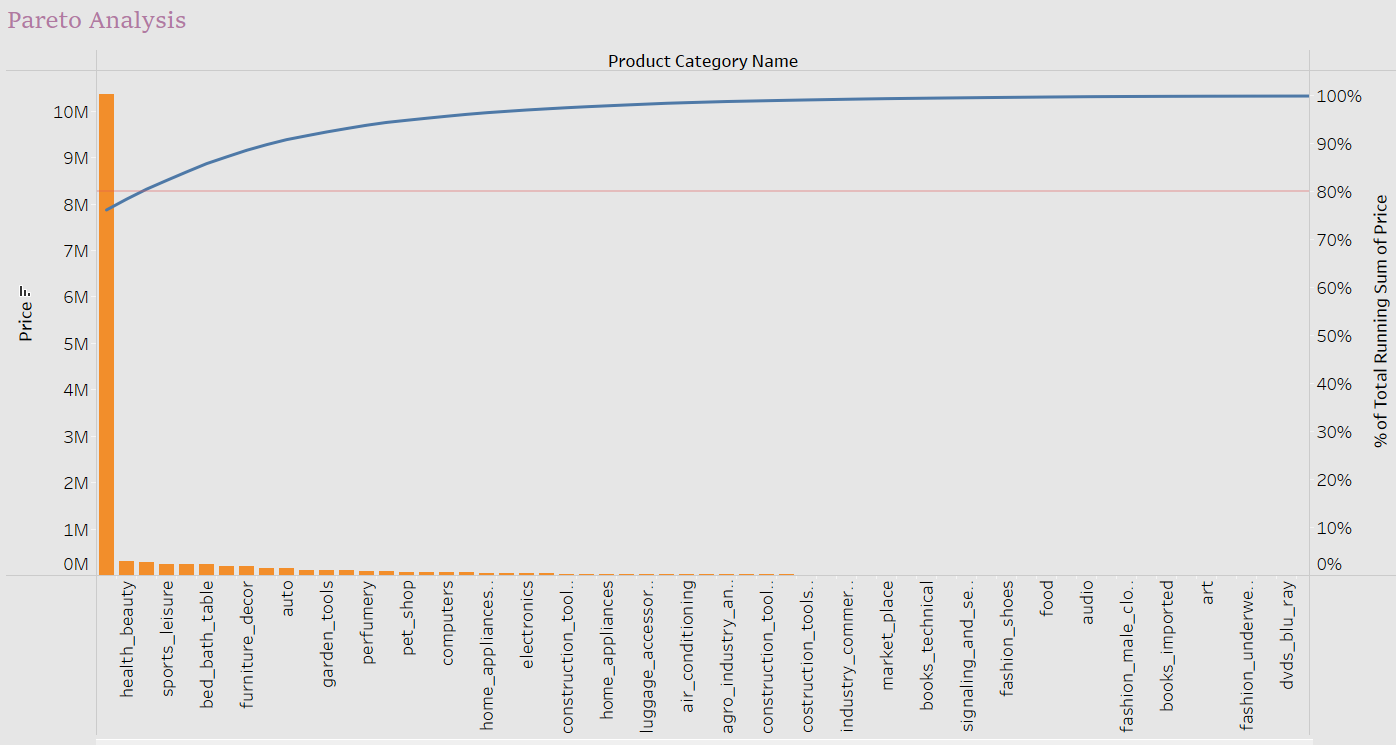 Pareto Analysis
Product Category Name
10M
9M
8M
7M
6M
5M
4M
3M
2M
1M
0M
Price
100%
90%
80%
70%
60%
50%
40%
30%
20%
10%
0%
% of Total Running Sum of Price
health_beauty
sports_leisure
bed_bath_table
furniture_decor
auto
garden_tools
perfumery
pet_shop
computers
home_appliances..
electronics
construction_tool..
home_appliances
luggage_accessor..
air_conditioning
agro_industry_an..
construction_tool..
costruction_tools..
industry_commer..
market_place
books_technical
signaling_and_se..
fashion_shoes
food
audio
fashion_male_clo..
books_imported
art
fashion_underwe..
dvds_blu_ray